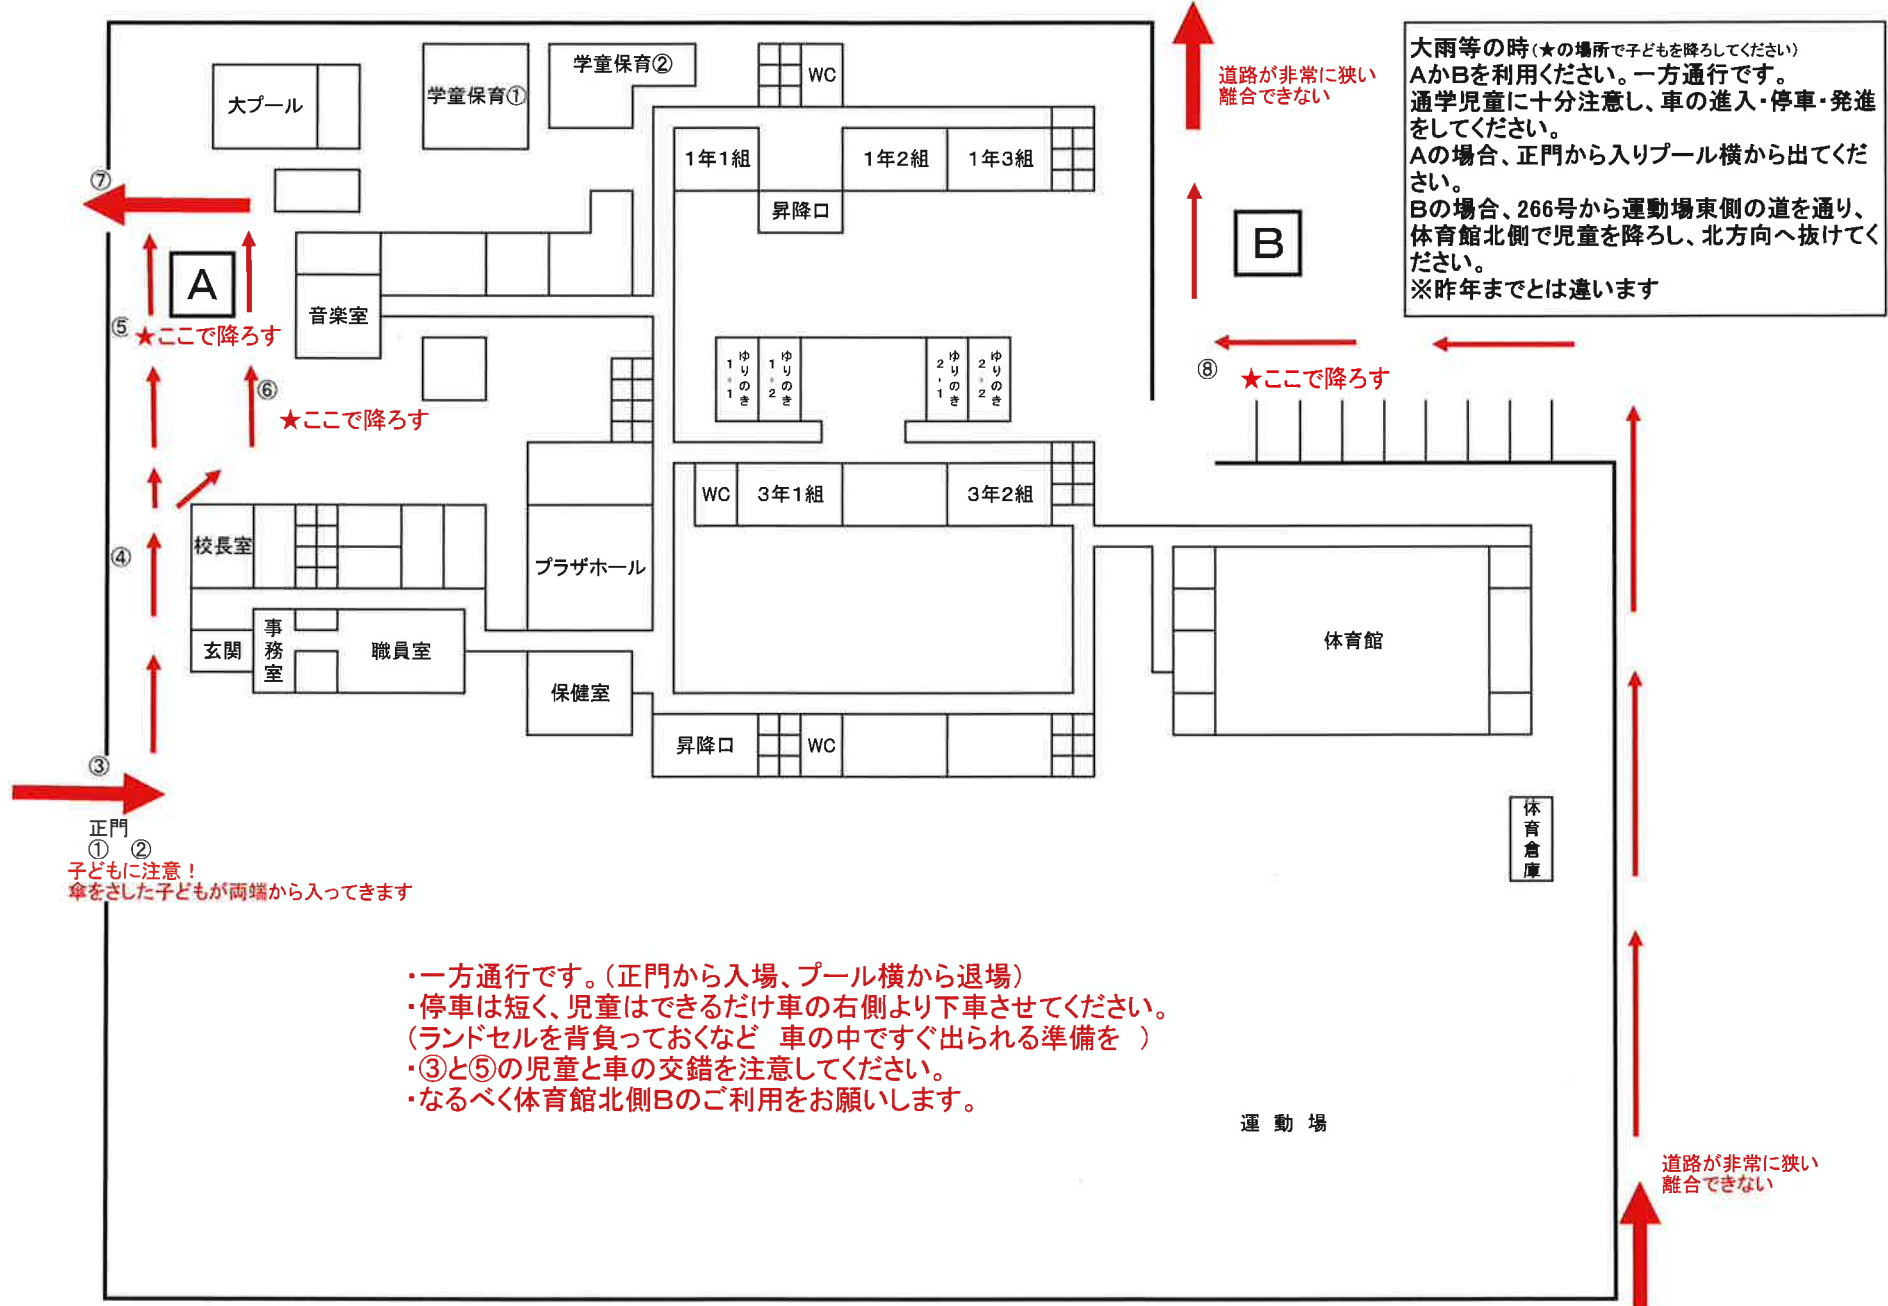 大雨等の時(★の場所で子どもを降ろしてください)
AかBを利用ください。一方通行です。
通学児童に十分注意し、車の進入・停車・発進
をしてください。
Aの場合、正門から入りプール横から出てくだ
さい。
Bの場合、266号から運動場東側の道を通り、
体育館北側で児童を降ろし、北方向へ抜けてく
ださい。
※昨年までとは違います
道路が非常に狭い
離合できない
大プール
学童保育①
学童保育②
WC
1年1組
1年2組
1年3組
昇降口
⑦
A
B
音楽室
⑤
★ここで降ろす
⑥
★ここで降ろす
⑧
★ここで降ろす
ゆりのき1・1
ゆりのき1・2
ゆりのき2・1
ゆりのき2・2
WC
3年1組
3年2組
校長室
④
プラザホール
玄関
事務室
職員室
保健室
体育館
昇降口
WC
③
正門
① ②
子どもに注意!
傘をさした子どもが両端から入ってきます
体育倉庫
・一方通行です。(正門から入場、プール横から退場)
・停車は短く、児童はできるだけ車の右側より下車させてください。
(ランドセルを背負っておくなど 車の中ですぐ出られる準備を )
・③と⑤の児童と車の交錯を注意してください。
・なるべく体育館北側Bのご利用をお願いします。
運 動 場
道路が非常に狭い
離合できない